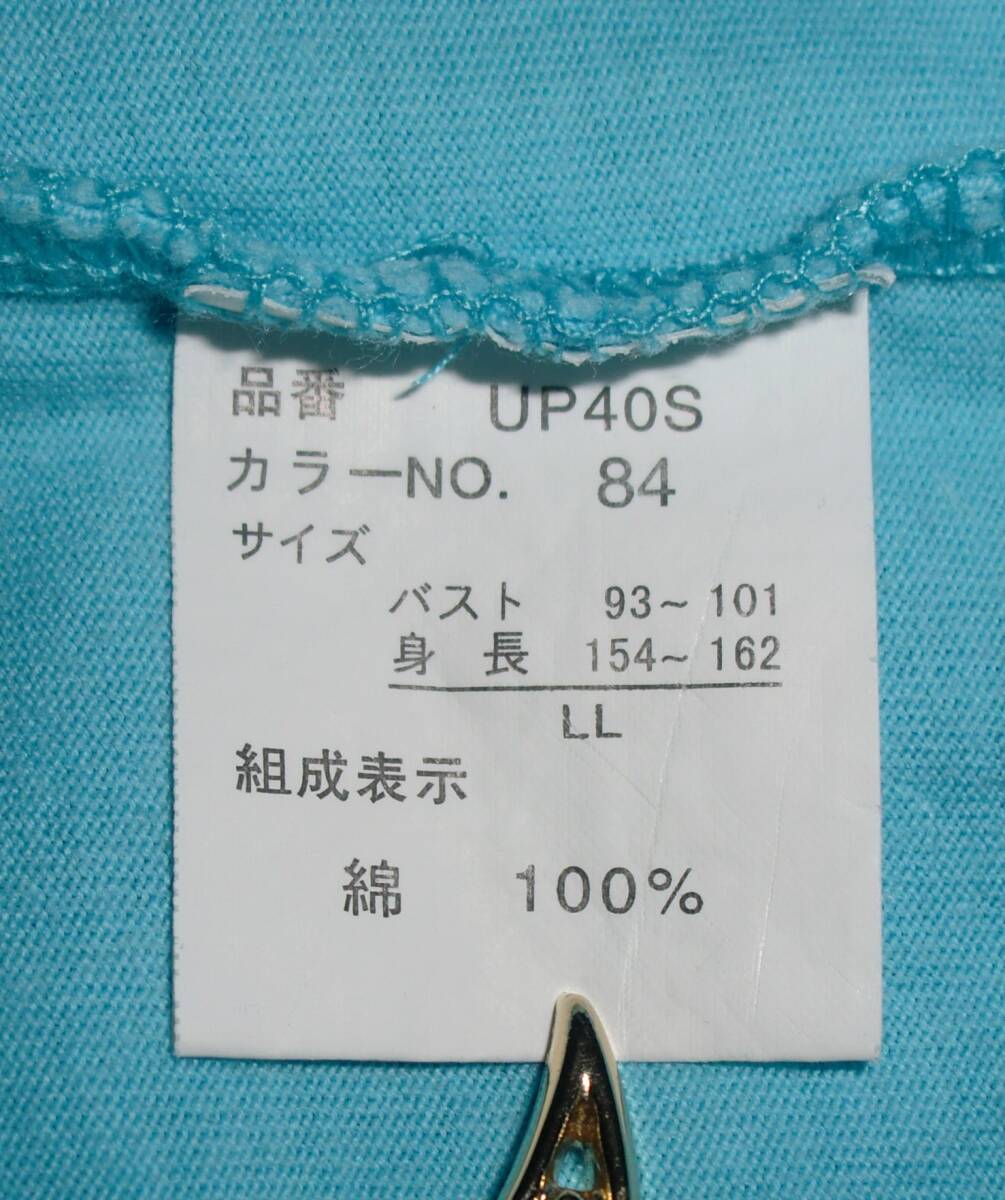 品番 UP40S
カラーNO. 84
サイズ
バスト 93~101
身長 154~162
LL
組成表示
綿 100%